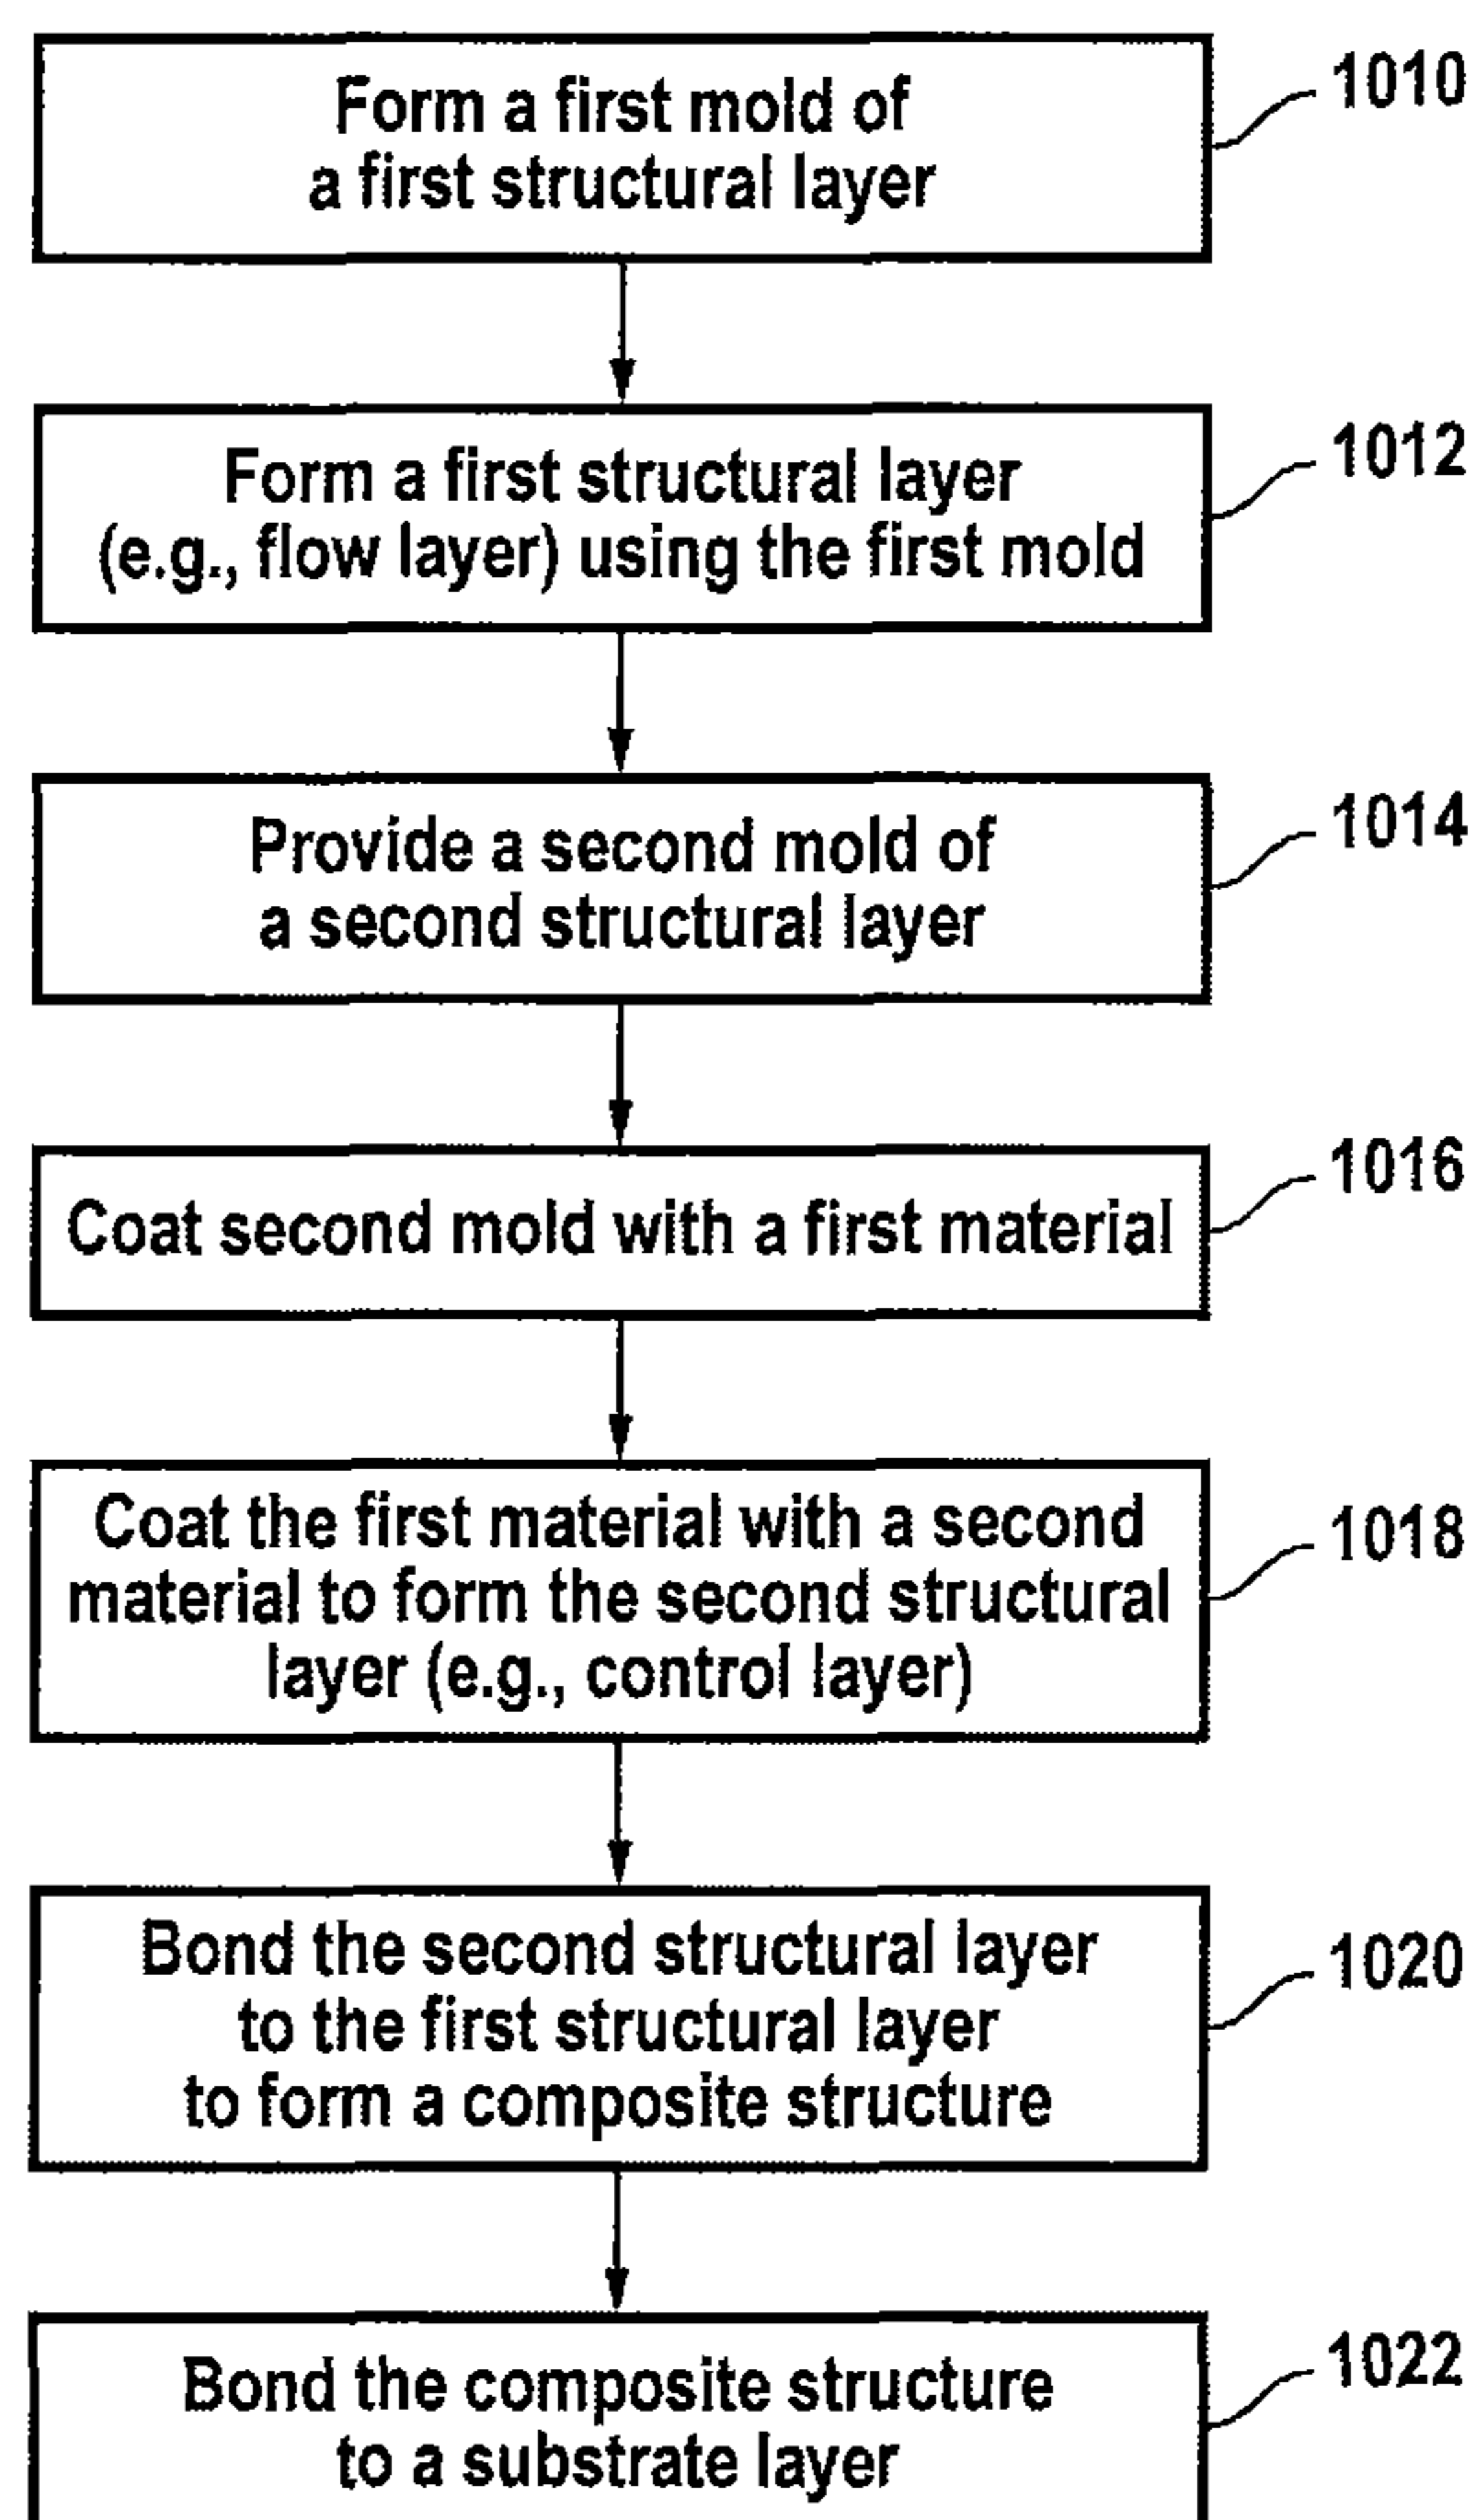 Form a first mold of
a first structural layer
1010
Form a first structural layer
(e.g., flow layer) using the first mold
1012
Provide a second mold of
a second structural layer
1014
Coat second mold with a first material
1016
Coat the first material with a second
material to form the second structural
layer (e.g., control layer)
1018
Bond the second structural layer
to the first structural layer
to form a composite structure
1020
Bond the composite structure
to a substrate layer
1022